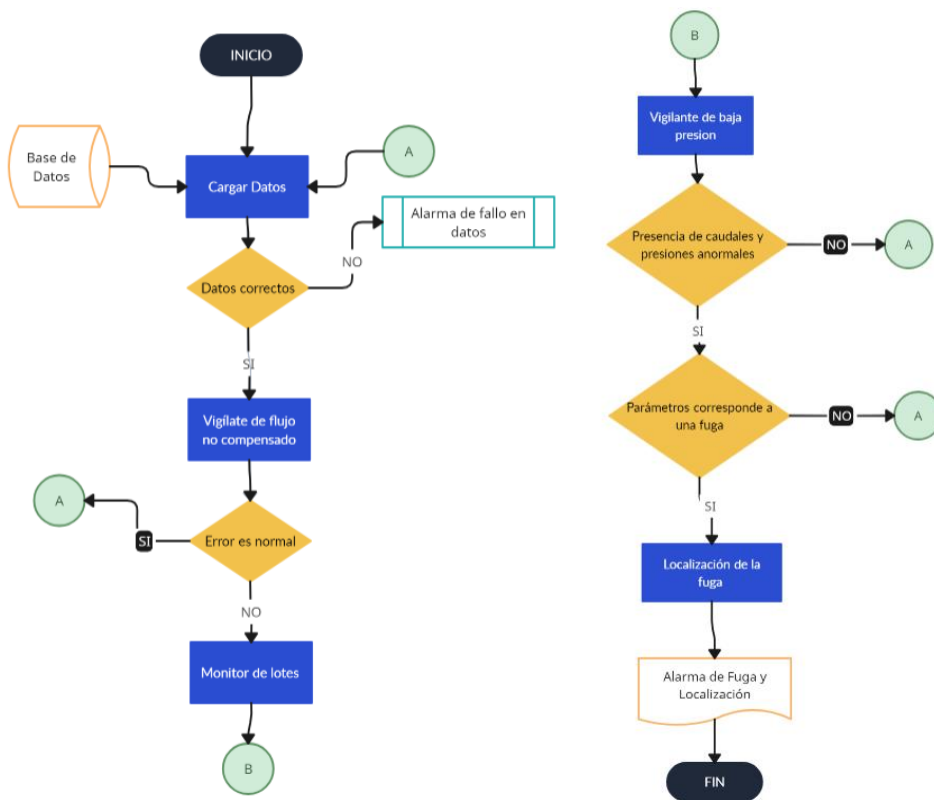 INICIO
Base de
Datos
A
Cargar Datos
Alarma de fallo en
datos
NO
Datos correctos
SI
Vigílate de flujo
no compensado
A
SI
Error es normal
NO
Monitor de lotes
B
B
Vigilante de baja
presion
Presencia de caudales y
presiones anormales
NO
A
SI
Parámetros corresponde a
una fuga
NO
A
SI
Localización de la
fuga
Alarma de Fuga y
Localización
FIN